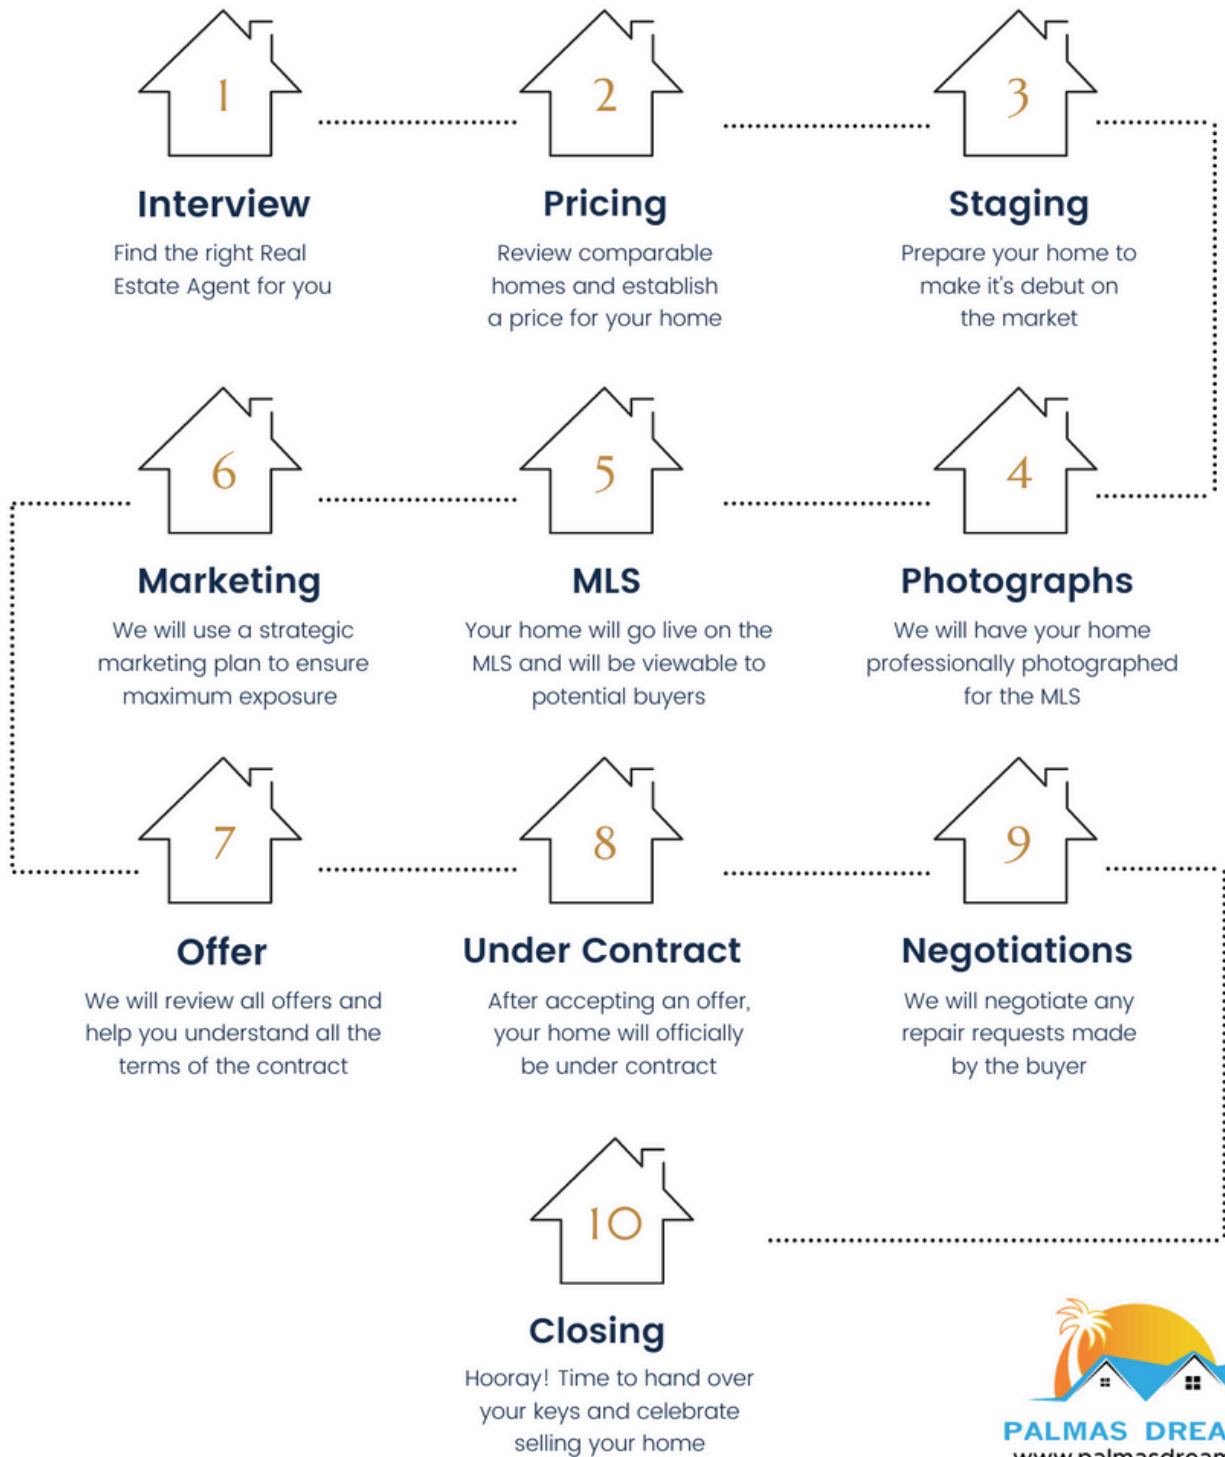 1
Interview
Find the right Real
Estate Agent for you
2
Pricing
Review comparable
homes and establish
a price for your home
3
Staging
Prepare your home to
make it's debut on
the market
4
Photographs
We will have your home
professionally photographed
for the MLS
5
MLS
Your home will go live on the
MLS and will be viewable to
potential buyers
6
Marketing
We will use a strategic
marketing plan to ensure
maximum exposure
7
Offer
We will review all offers and
help you understand all the
terms of the contract
8
Under Contract
After accepting an offer,
your home will officially
be under contract
9
Negotiations
We will negotiate any
repair requests made
by the buyer
10
Closing
Hooray! Time to hand over
your keys and celebrate
selling your home
PALMAS